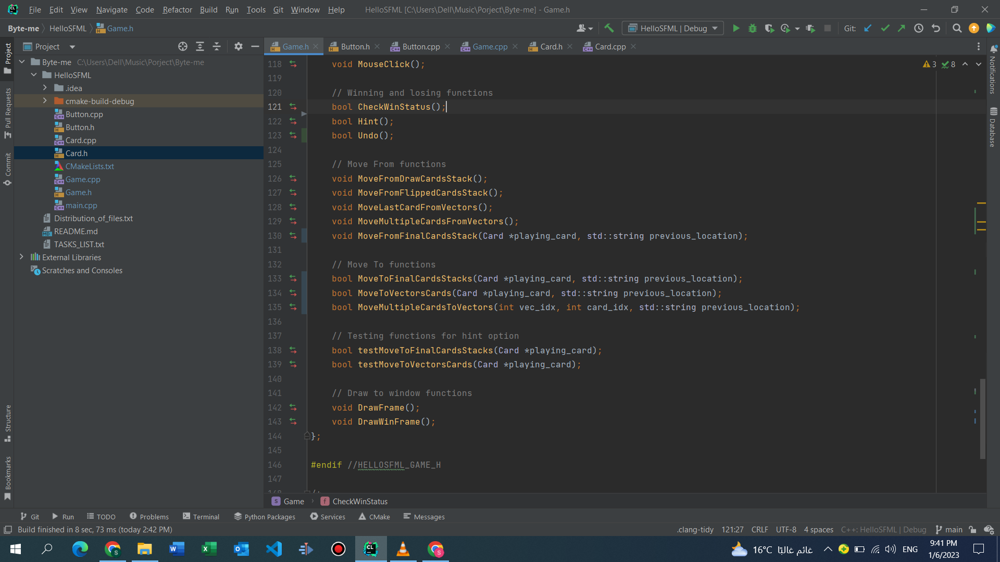 File Edit View Navigate Code Refactor Build Run Tools Git Window Help HelloSFML [C:\Users\Dell\Music\Porject\Byte-me] - Game.h
Byte-me HelloSFML Game.h
HelloSFML | Debug
Git:
Project
Game.h Button.h Button.cpp Game.cpp Card.h Card.cpp
Project
Pull Requests
Commit
Structure
Bookmarks
Byte-me C:\Users\Dell\Music\Porject\Byte-me
HelloSFML
.idea
cmake-build-debug
Button.cpp
Button.h
Card.cpp
Card.h
CMakeLists.txt
Game.cpp
Game.h
main.cpp
Distribution_of_files.txt
README.md
TASKS_LIST.txt
External Libraries
Scratches and Consoles
118 void MouseClick();
119
120 // Winning and losing functions
121 bool CheckWinStatus();
122 bool Hint();
123 bool Undo();
124
125 // Move From functions
126 void MoveFromDrawCardsStack();
127 void MoveFromFlippedCardsStack();
128 void MoveLastCardFromVectors();
129 void MoveMultipleCardsFromVectors();
130 void MoveFromFinalCardsStack(Card *playing_card, std::string previous_location);
131
132 // Move To functions
133 bool MoveToFinalCardsStacks(Card *playing_card, std::string previous_location);
134 bool MoveToVectorsCards(Card *playing_card, std::string previous_location);
135 bool MoveMultipleCardsToVectors(int vec_idx, int card_idx, std::string previous_location);
136
137 // Testing functions for hint option
138 bool testMoveToFinalCardsStacks(Card *playing_card);
139 bool testMoveToVectorsCards(Card *playing_card);
140
141 // Draw to window functions
142 void DrawFrame();
143 void DrawWinFrame();
144 };
145
146 #endif //HELLOSFML_GAME_H
147
3 8
Notifications
Database
Game CheckWinStatus
Git Run TODO Problems Terminal Python Packages Services CMake Messages
Build finished in 8 sec, 73 ms (today 2:42 PM)
.clang-tidy 121:27 CRLF UTF-8 4 spaces C++: HelloSFML | Debug main
16°C غائم غالبًا
ENG
9:41 PM
1/6/2023